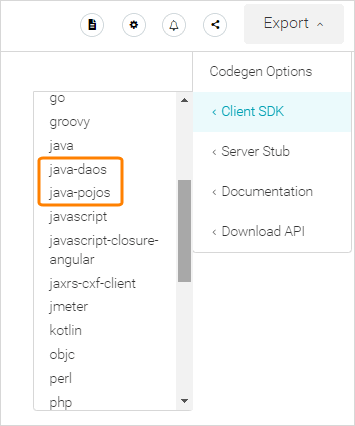 Export
Codegen Options
Client SDK
Server Stub
Documentation
Download API
go
groovy
java
java-daos
java-pojos
javascript
javascript-closure-
angular
jaxrs-cxf-client
jmeter
kotlin
objc
perl
php